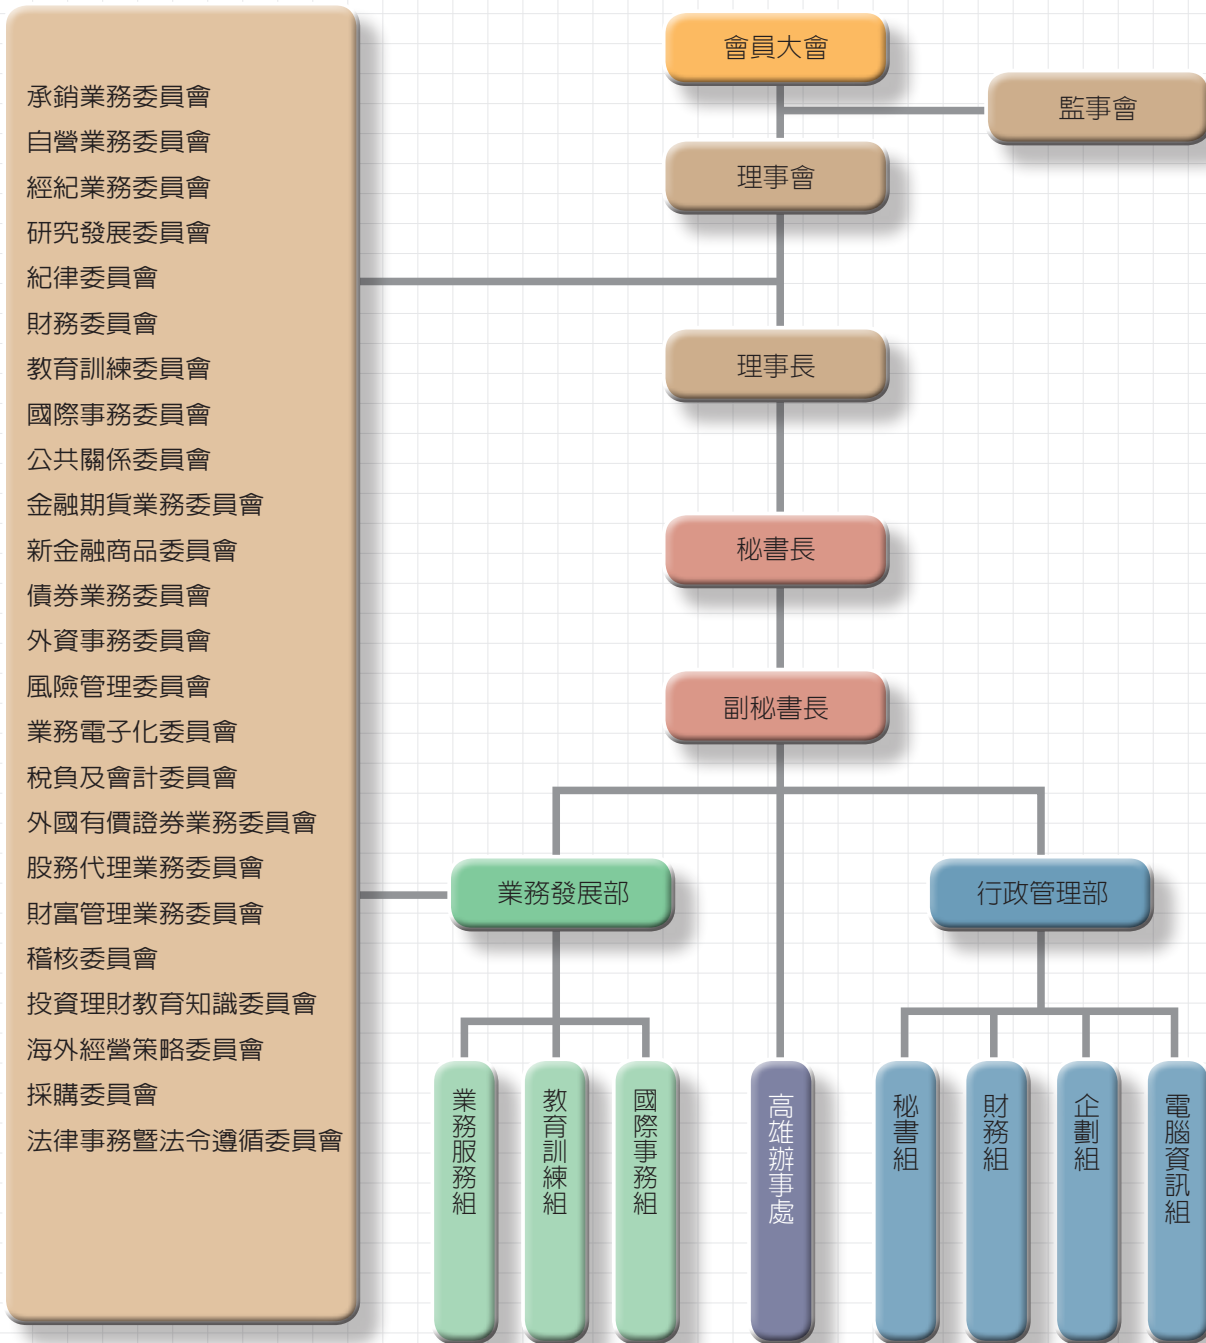 承銷業務委員會
自營業務委員會
經紀業務委員會
研究發展委員會
紀律委員會
財務委員會
教育訓練委員會
國際事務委員會
公共關係委員會
金融期貨業務委員會
新金融商品委員會
債券業務委員會
外資事務委員會
風險管理委員會
業務電子化委員會
稅負及會計委員會
外國有價證券業務委員會
股務代理業務委員會
財富管理業務委員會
稽核委員會
投資理財教育知識委員會
海外經營策略委員會
採購委員會
法律事務暨法令遵循委員會
會員大會
監事會
理事會
理事長
秘書長
副秘書長
業務發展部
行政管理部
業務服務組
教育訓練組
國際事務組
高雄辦事處
秘書組
財務組
企劃組
電腦資訊組